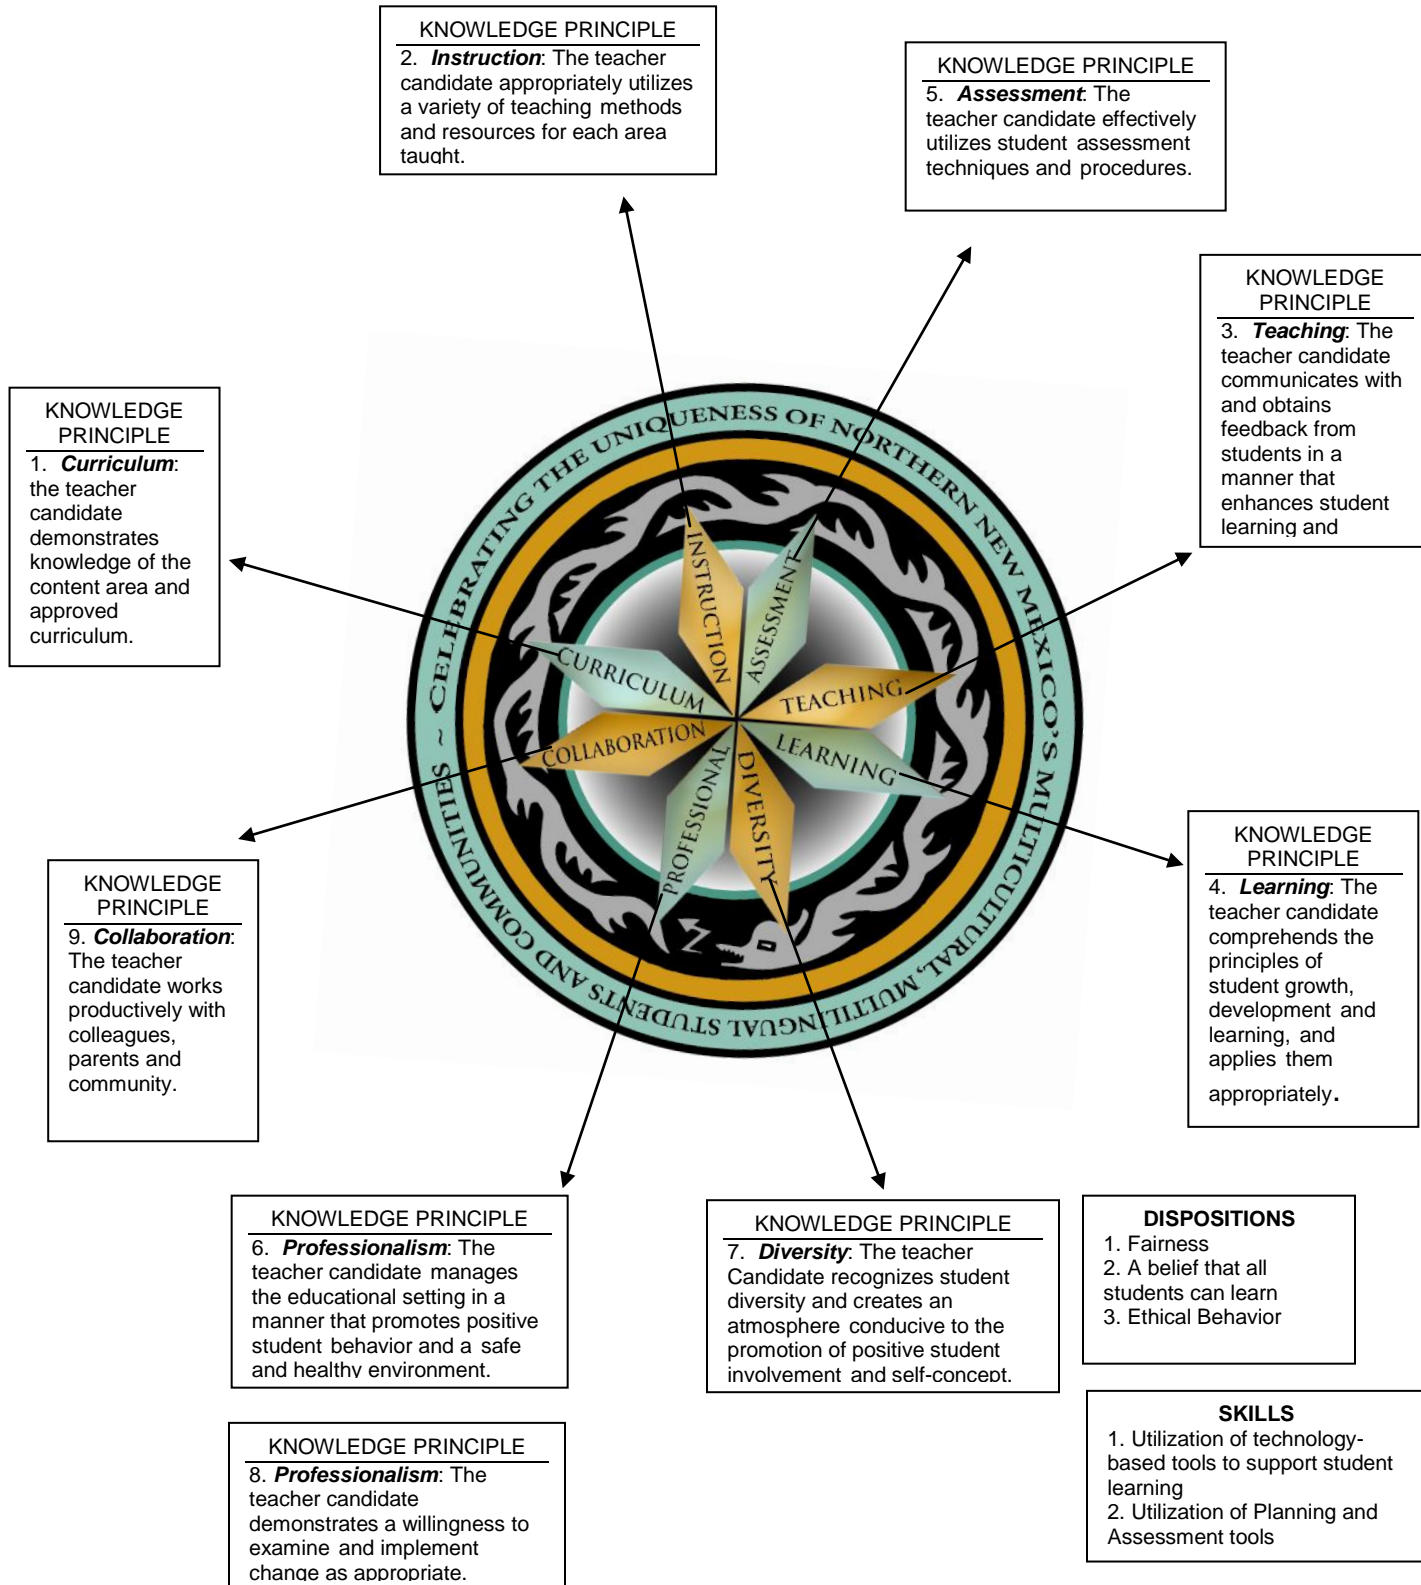 KNOWLEDGE PRINCIPLE
2. Instruction: The teacher
candidate appropriately utilizes
a variety of teaching methods
and resources for each area
taught.
KNOWLEDGE PRINCIPLE
5. Assessment: The
teacher candidate effectively
utilizes student assessment
techniques and procedures.
KNOWLEDGE
PRINCIPLE
3. Teaching: The
teacher candidate
communicates with
and obtains
feedback from
students in a
manner that
enhances student
learning and
KNOWLEDGE
PRINCIPLE
1. Curriculum:
the teacher
candidate
demonstrates
knowledge of the
content area and
approved
curriculum.
~ CELEBRATING THE UNIQUENESS OF NORTHERN NEW MEXICO'S MULTICULTURAL, MULTILINGUAL STUDENTS AND COMMUNITIES
INSTRUCTION
ASSESSMENT
TEACHING
LEARNING
DIVERSITY
PROFESSIONAL
COLLABORATION
CURRICULUM
KNOWLEDGE
PRINCIPLE
9. Collaboration:
The teacher
candidate works
productively with
colleagues,
parents and
community.
KNOWLEDGE
PRINCIPLE
4. Learning: The
teacher candidate
comprehends the
principles of
student growth,
development and
learning, and
applies them
appropriately.
KNOWLEDGE PRINCIPLE
6. Professionalism: The
teacher candidate manages
the educational setting in a
manner that promotes positive
student behavior and a safe
and healthy environment.
KNOWLEDGE PRINCIPLE
7. Diversity: The teacher
Candidate recognizes student
diversity and creates an
atmosphere conducive to the
promotion of positive student
involvement and self-concept.
DISPOSITIONS
1. Fairness
2. A belief that all
students can learn
3. Ethical Behavior
KNOWLEDGE PRINCIPLE
8. Professionalism: The
teacher candidate
demonstrates a willingness to
examine and implement
change as appropriate.
SKILLS
1. Utilization of technology-
based tools to support student
learning
2. Utilization of Planning and
Assessment tools